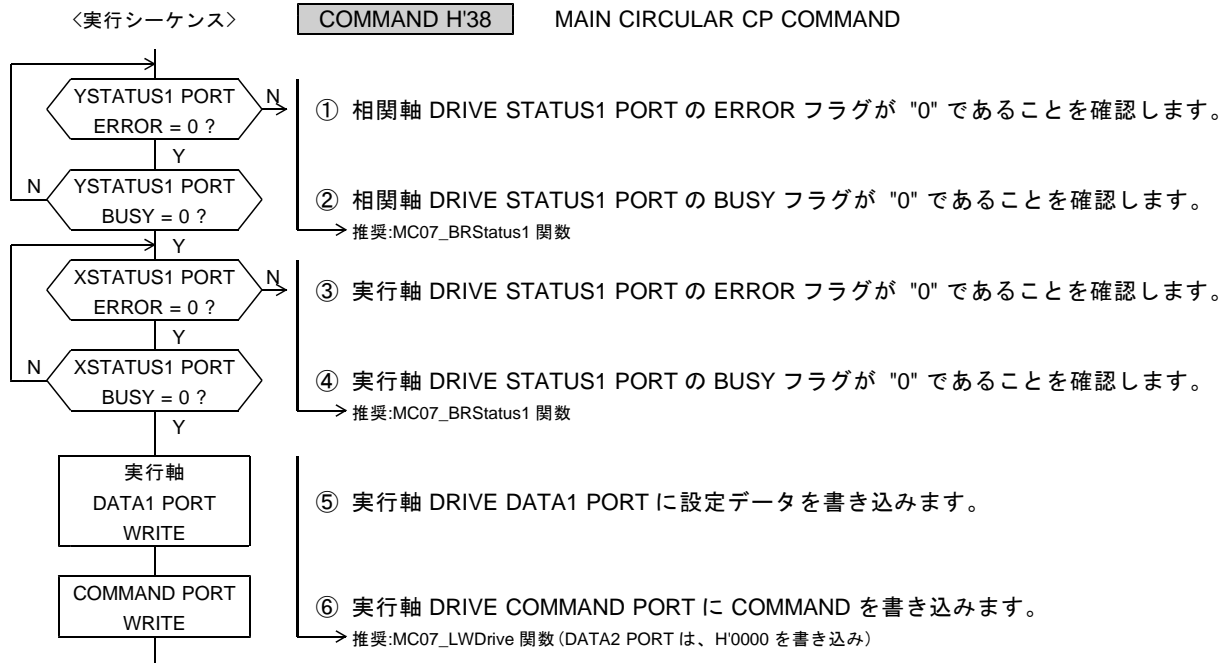 〈実行シーケンス〉 COMMAND H'38 MAIN CIRCULAR CP COMMAND
YSTATUS1 PORT
ERROR = 0 ?
N
① 相関軸 DRIVE STATUS1 PORT の ERROR フラグが "0" であることを確認します。
Y
N
YSTATUS1 PORT
BUSY = 0 ?
② 相関軸 DRIVE STATUS1 PORT の BUSY フラグが "0" であることを確認します。
推奨:MC07_BRStatus1 関数
Y
XSTATUS1 PORT
ERROR = 0 ?
N
③ 実行軸 DRIVE STATUS1 PORT の ERROR フラグが "0" であることを確認します。
Y
N
XSTATUS1 PORT
BUSY = 0 ?
④ 実行軸 DRIVE STATUS1 PORT の BUSY フラグが "0" であることを確認します。
推奨:MC07_BRStatus1 関数
Y
実行軸
DATA1 PORT
WRITE
⑤ 実行軸 DRIVE DATA1 PORT に設定データを書き込みます。
COMMAND PORT
WRITE
⑥ 実行軸 DRIVE COMMAND PORT に COMMAND を書き込みます。
推奨:MC07_LWDrive 関数(DATA2 PORT は、H'0000 を書き込み)